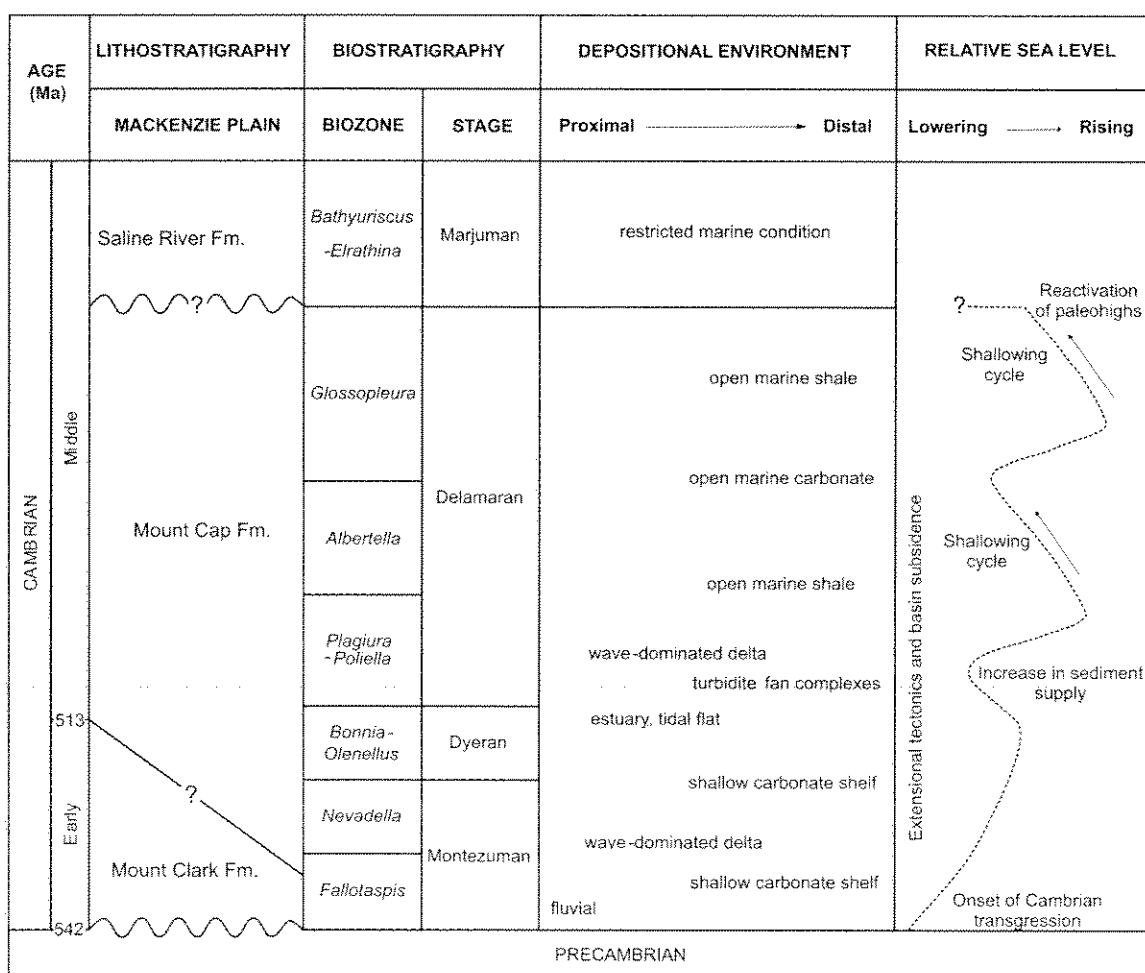 AGE
(Ma)
LITHOSTRATIGRAPHY
BIOSTRATIGRAPHY
DEPOSITIONAL ENVIRONMENT
RELATIVE SEA LEVEL
MACKENZIE PLAIN
BIOZONE
STAGE
Proximal
Distal
Lowering
Rising
CAMBRIAN
Middle
Early
513
542
Saline River Fm.
?
Mount Cap Fm.
?
Mount Clark Fm.
Bathyuriscus
-Elrathina
Glossopleura
Albertella
Plagiura
-Poliella
Bonnia-
Olenellus
Nevadella
Fallotaspis
Marjuman
Delamaran
Dyeran
Montezuman
restricted marine condition
open marine shale
open marine carbonate
open marine shale
wave-dominated delta
turbidite fan complexes
estuary, tidal flat
shallow carbonate shelf
wave-dominated delta
shallow carbonate shelf
fluvial
Extensional tectonics and basin subsidence
?
Reactivation
of paleohighs
Shallowing
cycle
Shallowing
cycle
Increase in sediment
supply
Onset of Cambrian
transgression
PRECAMBRIAN